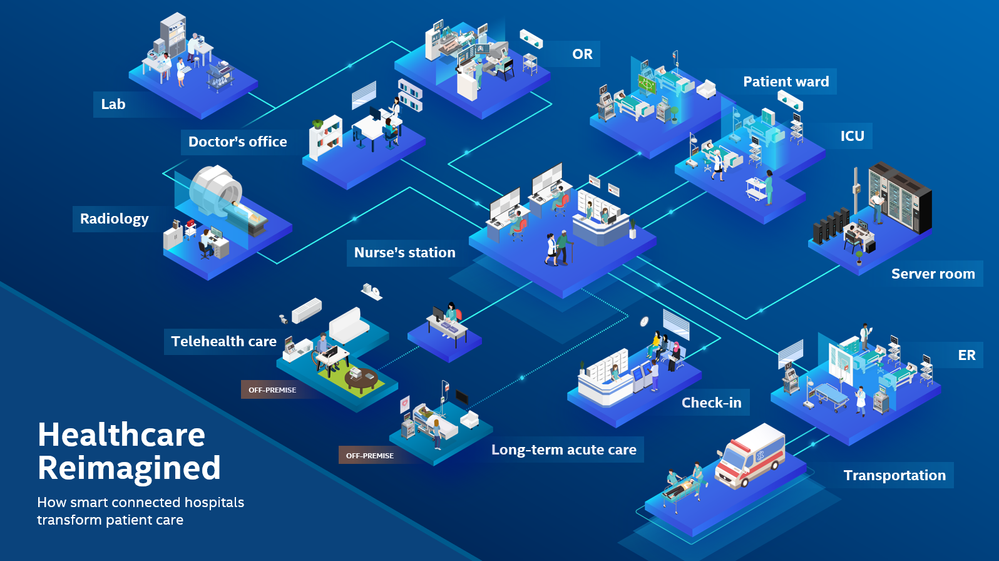 OR
Patient ward
Lab
Doctor's office
ICU
Radiology
Nurse's station
Server room
Telehealth care
ER
OFF-PREMISE
Check-in
Healthcare
Reimagined
OFF-PREMISE
Long-term acute care
Transportation
How smart connected hospitals
transform patient care